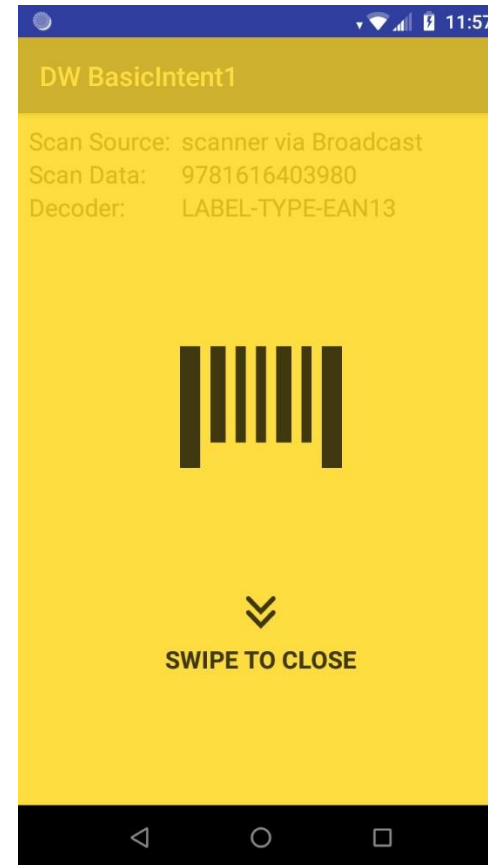 11:57
DW BasicIntent1
Scan Source: scanner via Broadcast
Scan Data: 9781616403980
Decoder: LABEL-TYPE-EAN13
SWIPE TO CLOSE